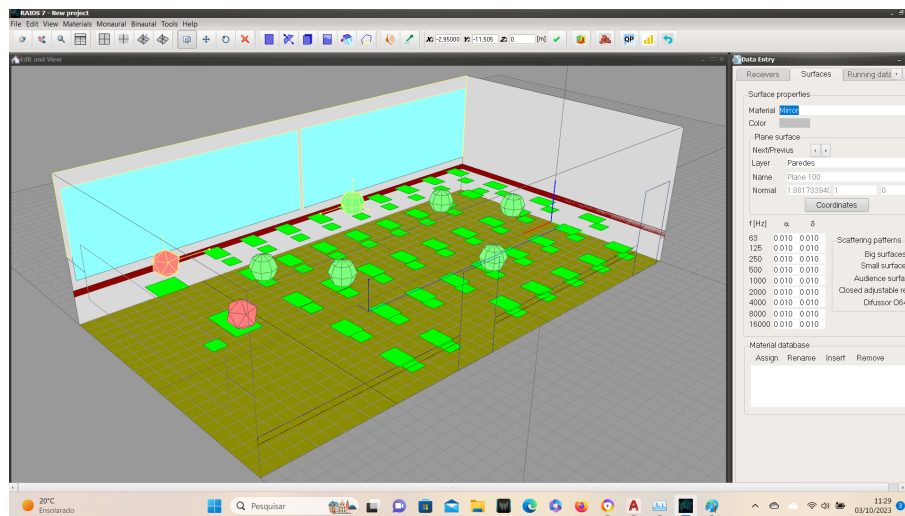 RAIOS 7 - New project
File Edit View Materials Monaural Binaural Tools Help
X: -2.95000 Y: -11.505 Z: 0 [m] QP
Edit and View
Data Entry
Receivers Surfaces Running data
Surface properties
Material Mirror
Color
Plane surface
Next/Previus
Layer Paredes
Name Plane 100
Normal 1.881733940 1 0
Coordinates
f [Hz] α δ
63 0.010 0.010
125 0.010 0.010
250 0.010 0.010
500 0.010 0.010
1000 0.010 0.010
2000 0.010 0.010
4000 0.010 0.010
8000 0.010 0.010
16000 0.010 0.010
Scattering patterns
Big surfaces
Small surface
Audience surfa
Closed adjustable re
Difussor O64
Material database
Assign Rename Insert Remove
20°C
Ensolarado
Pesquisar
11:29
03/10/2023
3